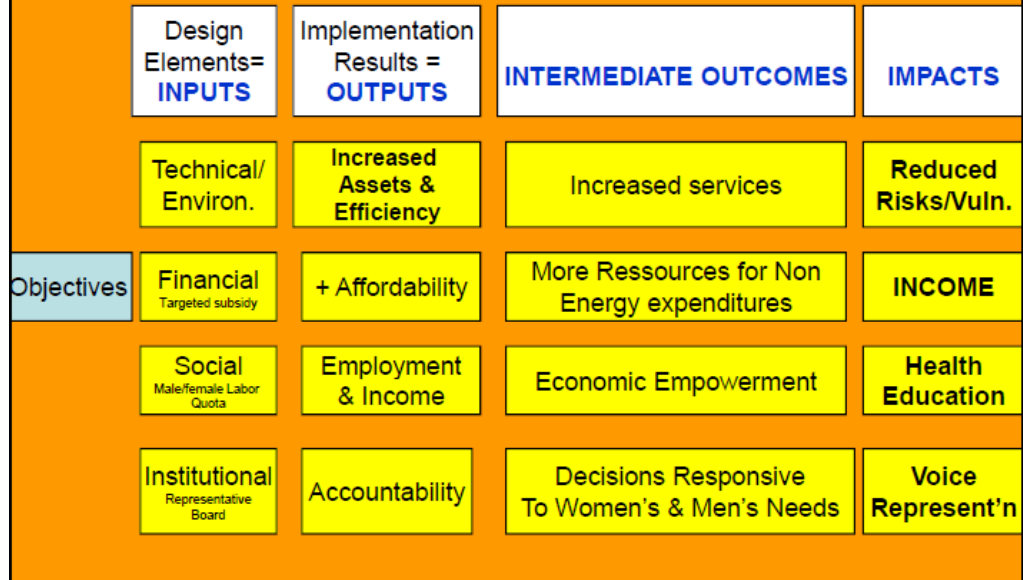 Design
Elements=
INPUTS
Implementation
Results =
OUTPUTS
INTERMEDIATE OUTCOMES
IMPACTS
Technical/
Environ.
Increased
Assets &
Efficiency
Increased services
Reduced
Risks/Vuln.
Objectives
Financial
Targeted subsidy
+ Affordability
More Ressources for Non
Energy expenditures
INCOME
Social
Male/female Labor
Quota
Employment
& Income
Economic Empowerment
Health
Education
Institutional
Representative
Board
Accountability
Decisions Responsive
To Women's & Men's Needs
Voice
Represent'n